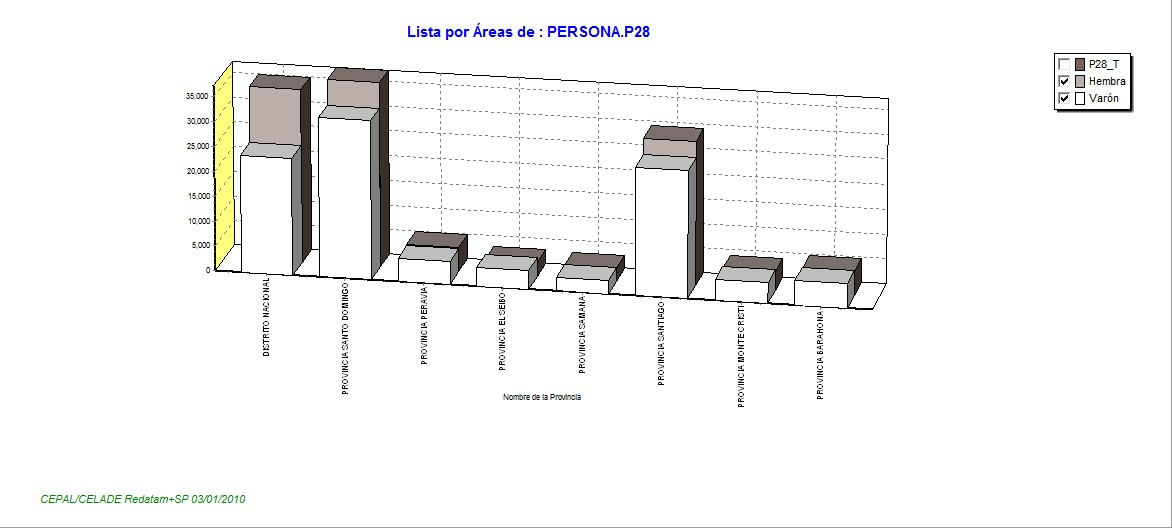 Lista por Áreas de : PERSONA.P28
P28_T
Hembra
Varón
35,000
30,000
25,000
20,000
15,000
10,000
5,000
0
DISTRITO NACIONAL
PROVINCIA SANTO DOMINGO
PROVINCIA PERAVIA
PROVINCIA EL SEIBO
PROVINCIA SAMANA
PROVINCIA SANTIAGO
PROVINCIA MONTE CRISTI
PROVINCIA BARAHONA
Nombre de la Provincia
CEPAL/CELADE Redatam+SP 03/01/2010